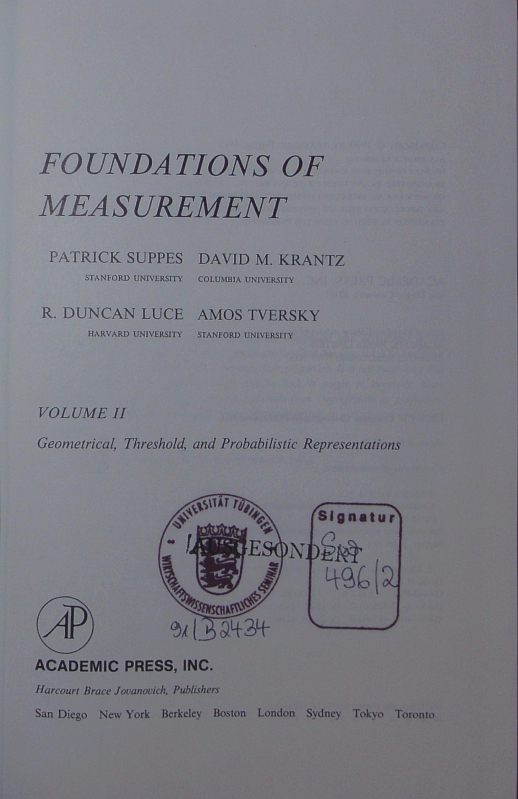 FOUNDATIONS OF
MEASUREMENT
PATRICK SUPPES DAVID M. KRANTZ
STANFORD UNIVERSITY COLUMBIA UNIVERSITY
R. DUNCAN LUCE AMOS TVERSKY
HARVARD UNIVERSITY STANFORD UNIVERSITY
VOLUME II
Geometrical, Threshold, and Probabilistic Representations
UNIVERSITÄT TÜBINGEN
WIRTSCHAFTSWISSENSCHAFTLICHES SEMINAR
AUSGESONDERT
Signatur
496/2
91/B2434
AP
ACADEMIC PRESS, INC.
Harcourt Brace Jovanovich, Publishers
San Diego New York Berkeley Boston London Sydney Tokyo Toronto